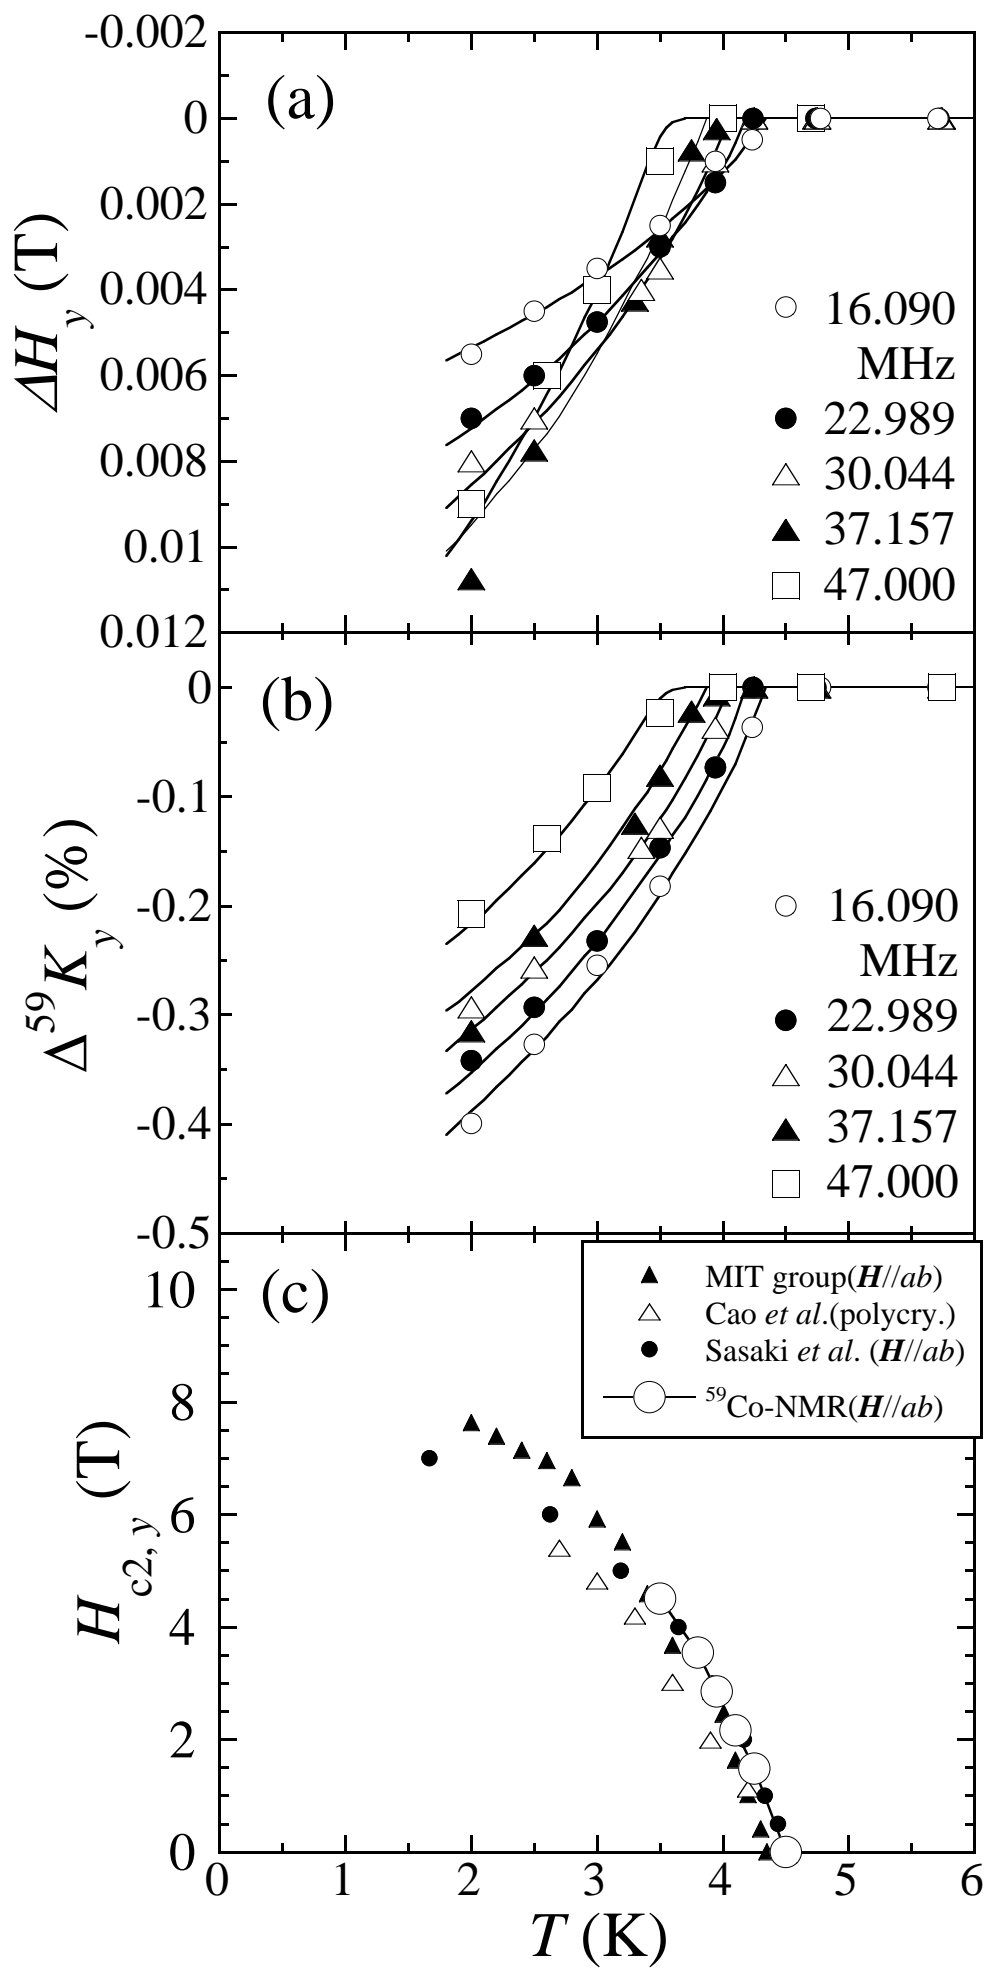 -0.002
(a)
0
0.002
0.004
0.006
0.008
0.01
0.012
ΔH y (T)
16.090
MHz
22.989
30.044
37.157
47.000
(b)
0
-0.1
-0.2
-0.3
-0.4
-0.5
Δ 59 K y (%)
16.090
MHz
22.989
30.044
37.157
47.000
(c)
10
8
6
4
2
0
H c2, y (T)
MIT group(H//ab)
Cao et al.(polycry.)
Sasaki et al. (H//ab)
59Co-NMR(H//ab)
0 1 2 3 4 5 6
T (K)